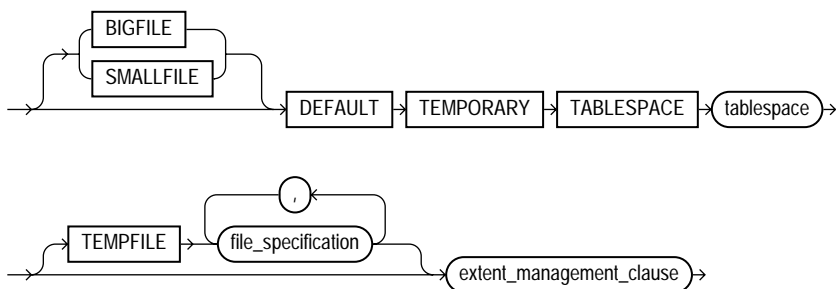 BIGFILE
SMALLFILE
DEFAULT TEMPORARY TABLESPACE tablespace
,
TEMPFILE file_specification
extent_management_clause